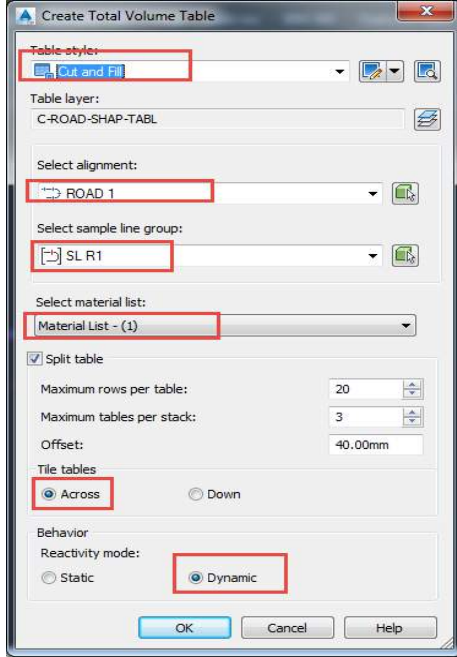 Create Total Volume Table
Table style:
Cut and Fill
Table layer:
C-ROAD-SHAP-TABL
Select alignment:
ROAD 1
Select sample line group:
SL R1
Select material list:
Material List - (1)
Split table
Maximum rows per table: 20
Maximum tables per stack: 3
Offset: 40.00mm
Tile tables
Across Down
Behavior
Reactivity mode:
Static Dynamic
OK Cancel Help